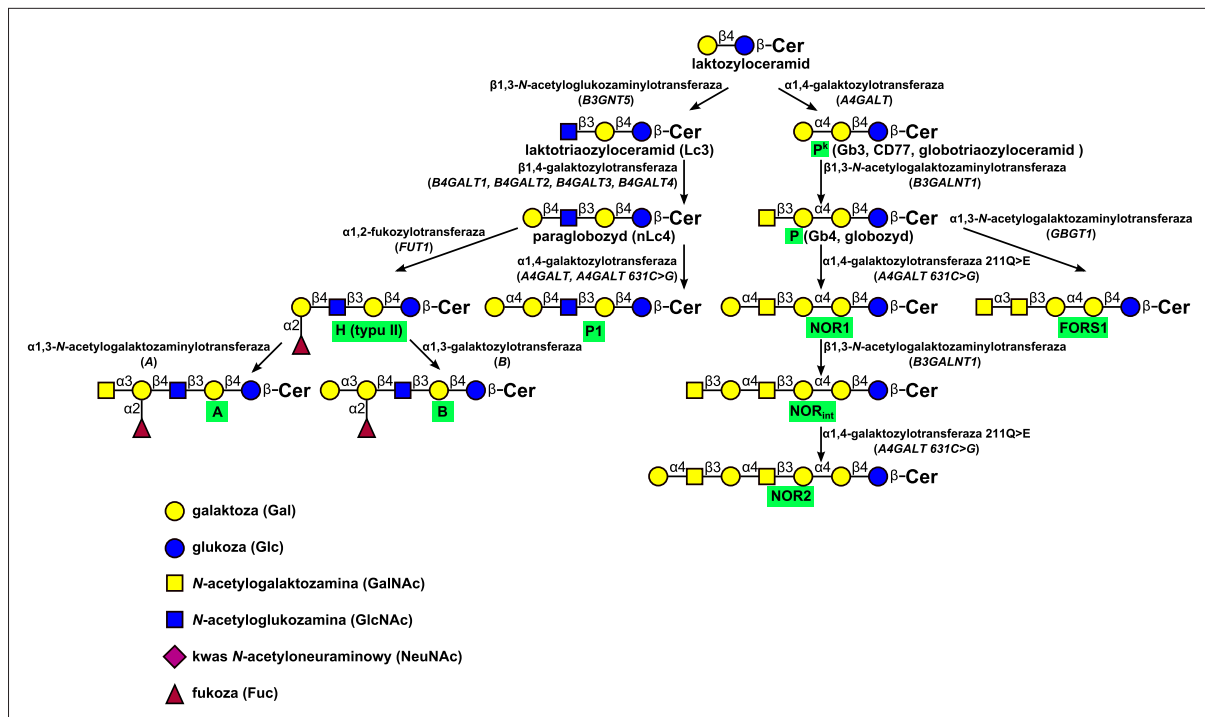 β4
β–Cer
laktozyloceramid
β1,3-N-acetyloglukozaminylotransferaza
(B3GNT5)
α1,4-galaktozylotransferaza
(A4GALT)
β3 β4 β–Cer
laktotriaozyloceramid (Lc3)
α4 β4 β–Cer
Pk (Gb3, CD77, globotriaozyloceramid )
β1,4-galaktozylotransferaza
(B4GALT1, B4GALT2, B4GALT3, B4GALT4)
β1,3-N-acetylogalaktozaminylotransferaza
(B3GALNT1)
β4 β3 β4 β–Cer
paraglobozyd (nLc4)
β3 α4 β4 β–Cer
P (Gb4, globozyd)
α1,3-N-acetylogalaktozaminylotransferaza
(GBGT1)
α1,2-fukozylotransferaza
(FUT1)
α1,4-galaktozylotransferaza
(A4GALT, A4GALT 631C>G)
α1,4-galaktozylotransferaza 211Q>E
(A4GALT 631C>G)
β4 β3 β4 β–Cer
α2
H (typu II)
α4 β4 β3 β4 β–Cer
P1
α4 β3 α4 β4 β–Cer
NOR1
α3 β3 α4 β4 β–Cer
FORS1
α1,3-N-acetylogalaktozaminylotransferaza
(A)
α1,3-galaktozylotransferaza
(B)
β1,3-N-acetylogalaktozaminylotransferaza
(B3GALNT1)
α3 β4 β3 β4 β–Cer
α2
A
α3 β4 β3 β4 β–Cer
α2
B
β3 α4 β3 α4 β4 β–Cer
NORint
α1,4-galaktozylotransferaza 211Q>E
(A4GALT 631C>G)
α4 β3 α4 β3 α4 β4 β–Cer
NOR2
galaktoza (Gal)
glukoza (Glc)
N-acetylogalaktozamina (GalNAc)
N-acetyloglukozamina (GlcNAc)
kwas N-acetyloneuraminowy (NeuNAc)
fukoza (Fuc)